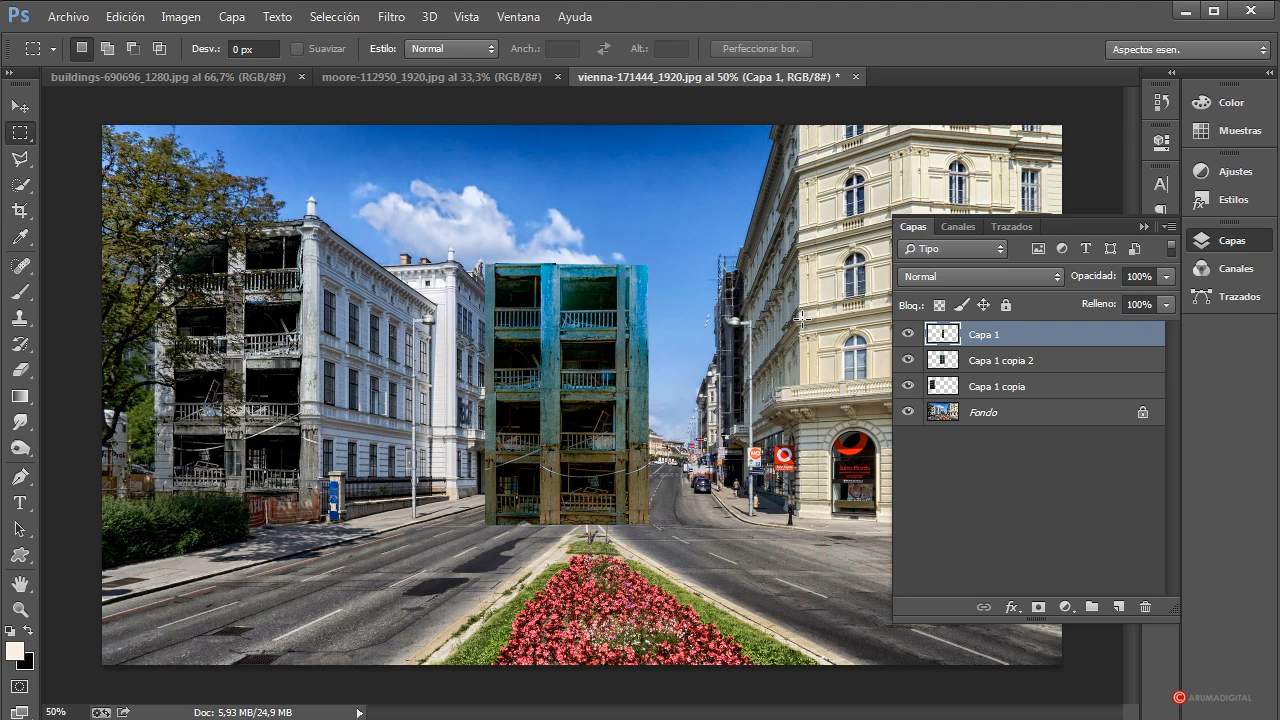 Ps Archivo Edición Imagen Capa Texto Selección Filtro 3D Vista Ventana Ayuda
Desv.: 0 px Suavizar Estilo: Normal Anch.: Alt.: Perfeccionar bor. Aspectos esen.
buildings-690696_1280.jpg al 66,7% (RGB/8#) × moore-112950_1920.jpg al 33,3% (RGB/8#) × vienna-171444_1920.jpg al 50% (Capa 1, RGB/8#) * ×
Color
Muestras
Ajustes
Estilos
Capas
Canales
Trazados
Capas Canales Trazados
Tipo
Normal Opacidad: 100%
Bloq.: Relleno: 100%
Capa 1
Capa 1 copia 2
Capa 1 copia
Fondo
fx
© ARUMADIGITAL
50% Doc: 5,93 MB/24,9 MB